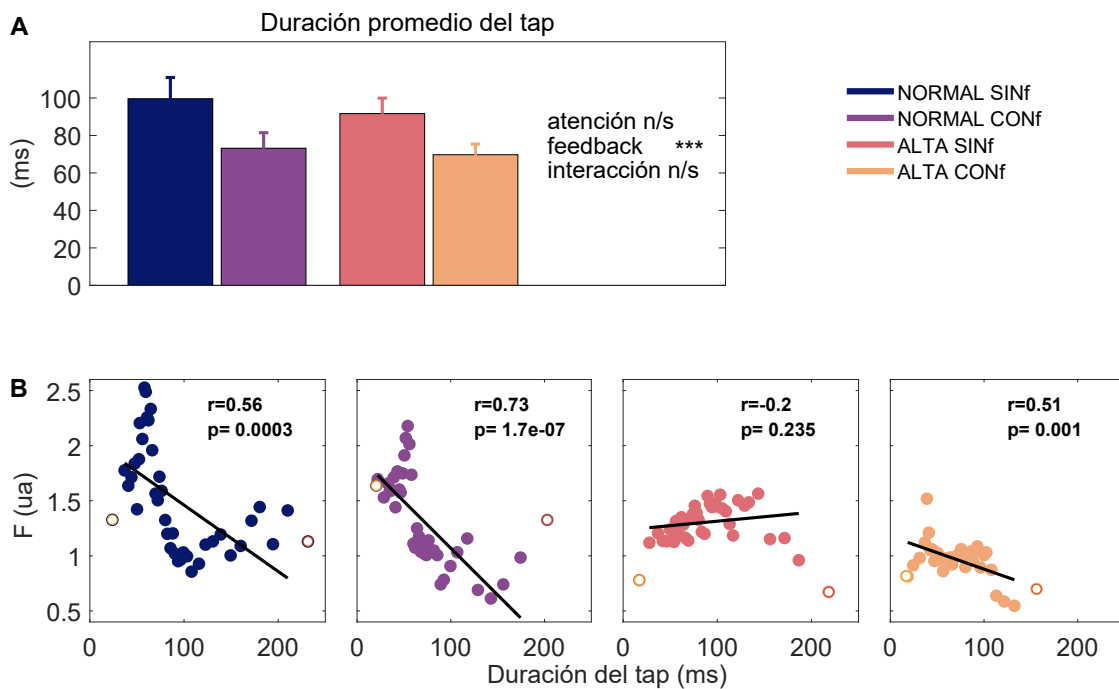 A
Duración promedio del tap
(ms)
100
80
60
40
20
0
atención n/s
feedback ***
interacción n/s
NORMAL SINf
NORMAL CONf
ALTA SINf
ALTA CONf
B
F (ua)
2.5
2
1.5
1
0.5
r=0.56
p= 0.0003
r=0.73
p= 1.7e-07
r=-0.2
p= 0.235
r=0.51
p= 0.001
0 100 200
0 100 200
0 100 200
0 100 200
Duración del tap (ms)